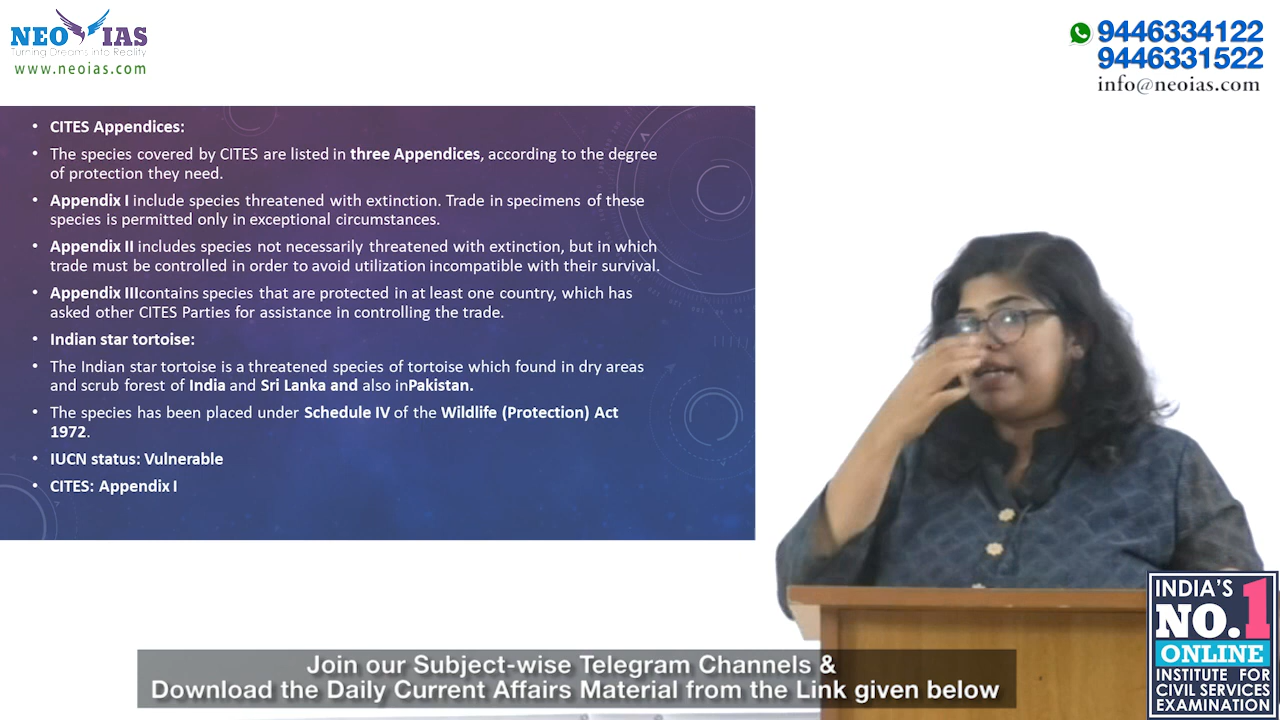 NEO IAS
Turning Dreams into Reality
www.neoias.com
9446334122
9446331522
info@neoias.com
• CITES Appendices:
• The species covered by CITES are listed in three Appendices, according to the degree
of protection they need.
• Appendix I include species threatened with extinction. Trade in specimens of these
species is permitted only in exceptional circumstances.
• Appendix II includes species not necessarily threatened with extinction, but in which
trade must be controlled in order to avoid utilization incompatible with their survival.
• Appendix IIIcontains species that are protected in at least one country, which has
asked other CITES Parties for assistance in controlling the trade.
• Indian star tortoise:
• The Indian star tortoise is a threatened species of tortoise which found in dry areas
and scrub forest of India and Sri Lanka and also inPakistan.
• The species has been placed under Schedule IV of the Wildlife (Protection) Act
1972.
• IUCN status: Vulnerable
• CITES: Appendix I
INDIA'S
NO.1
ONLINE
INSTITUTE FOR
CIVIL SERVICES
EXAMINATION
Join our Subject-wise Telegram Channels &
Download the Daily Current Affairs Material from the Link given below